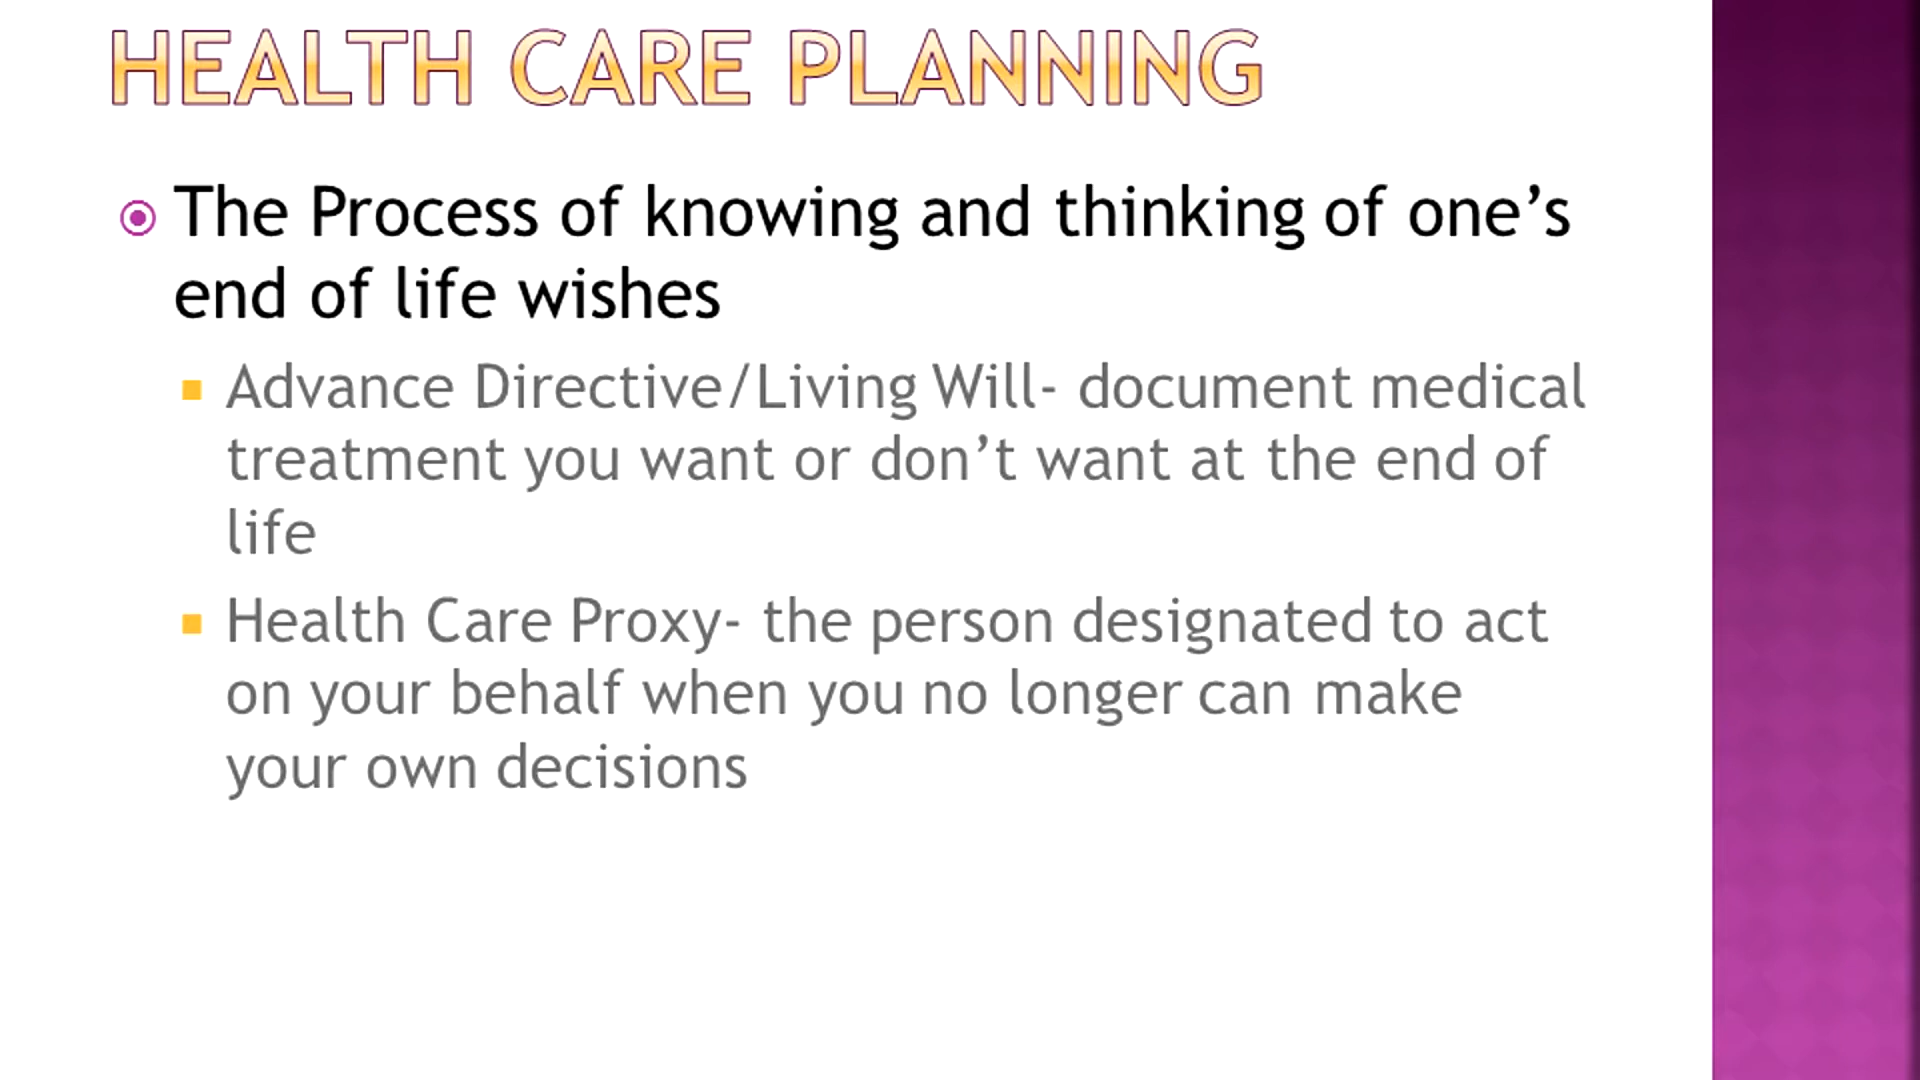 HEALTH CARE PLANNING
The Process of knowing and thinking of one’s
end of life wishes
Advance Directive/Living Will- document medical
treatment you want or don’t want at the end of
life
Health Care Proxy- the person designated to act
on your behalf when you no longer can make
your own decisions